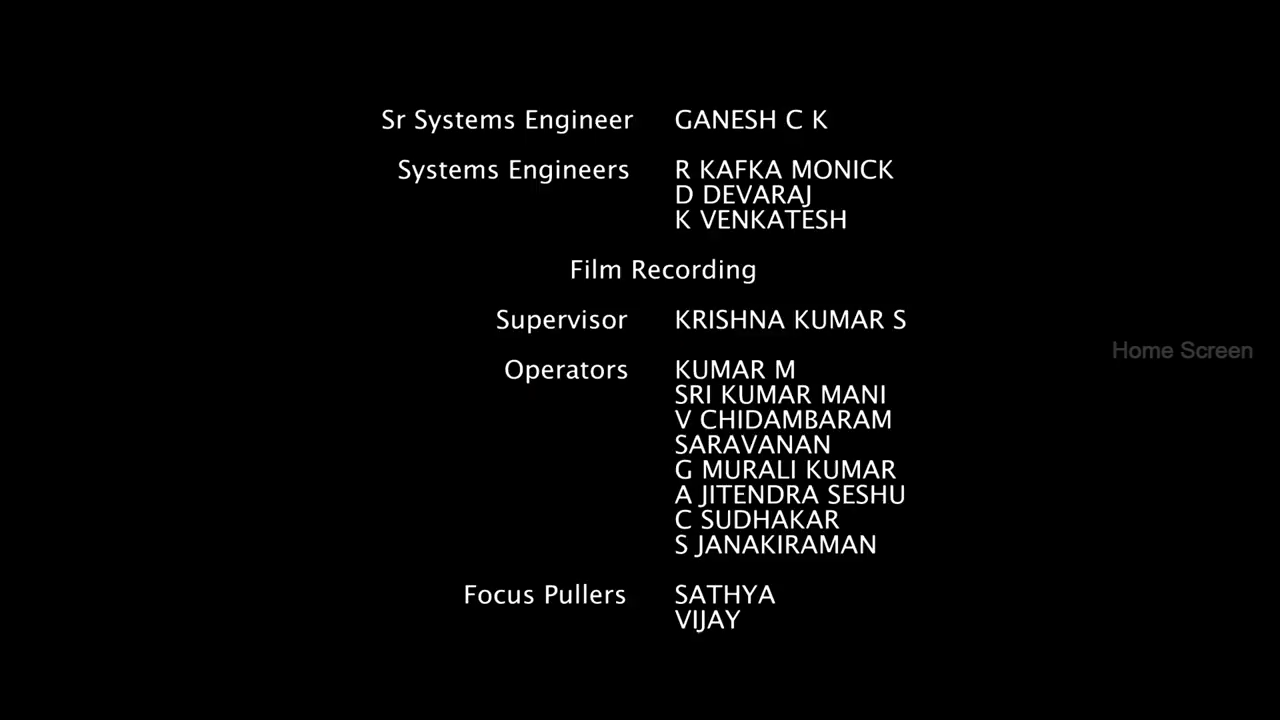 Sr Systems Engineer GANESH C K
Systems Engineers R KAFKA MONICK
D DEVARAJ
K VENKATESH
Film Recording
Supervisor KRISHNA KUMAR S
Home Screen
Operators KUMAR M
SRI KUMAR MANI
V CHIDAMBARAM
SARAVANAN
G MURALI KUMAR
A JITENDRA SESHU
C SUDHAKAR
S JANAKIRAMAN
Focus Pullers SATHYA
VIJAY